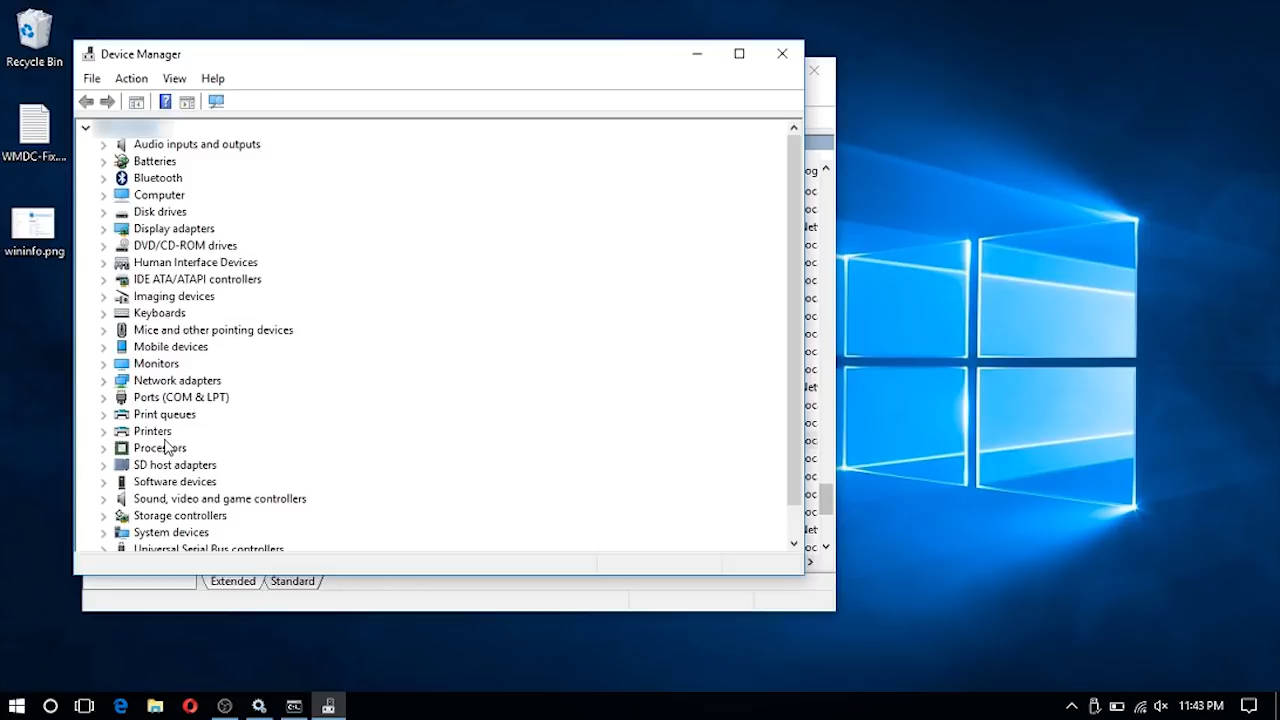 Recycle Bin
WMDC-Fix....
wininfo.png
Device Manager
File Action View Help
Audio inputs and outputs
Batteries
Bluetooth
Computer
Disk drives
Display adapters
DVD/CD-ROM drives
Human Interface Devices
IDE ATA/ATAPI controllers
Imaging devices
Keyboards
Mice and other pointing devices
Mobile devices
Monitors
Network adapters
Ports (COM & LPT)
Print queues
Printers
Processors
SD host adapters
Software devices
Sound, video and game controllers
Storage controllers
System devices
Universal Serial Bus controllers
Extended Standard
11:43 PM